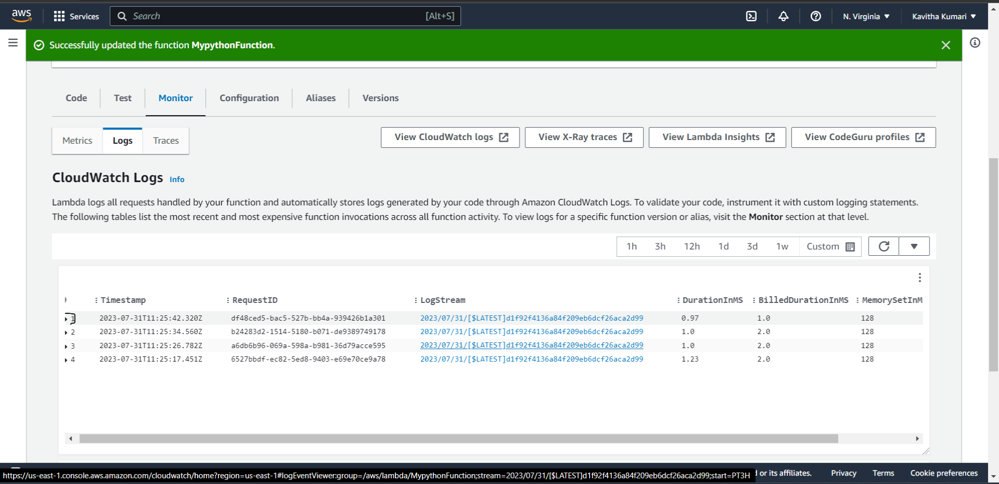 aws Services Search [Alt+S] N. Virginia Kavitha Kumari
Successfully updated the function MypythonFunction.
Code Test Monitor Configuration Aliases Versions
Metrics Logs Traces View CloudWatch logs View X-Ray traces View Lambda Insights View CodeGuru profiles
CloudWatch Logs Info
Lambda logs all requests handled by your function and automatically stores logs generated by your code through Amazon CloudWatch Logs. To validate your code, instrument it with custom logging statements.
The following tables list the most recent and most expensive function invocations across all function activity. To view logs for a specific function version or alias, visit the Monitor section at that level.
1h 3h 12h 1d 3d 1w Custom
Timestamp RequestID LogStream DurationInMS BilledDurationInMS MemorySetInM
1 2023-07-31T11:25:42.320Z df48ced5-bac5-527b-bb4a-939426b1a301 2023/07/31/[$LATEST]d1f92f4136a84f209eb6dcf26aca2d99 0.97 1.0 128
2 2023-07-31T11:25:34.560Z b24283d2-1514-5180-b071-de9389749178 2023/07/31/[$LATEST]d1f92f4136a84f209eb6dcf26aca2d99 1.0 2.0 128
3 2023-07-31T11:25:26.782Z a6db6b96-069a-598a-b981-36d79acce595 2023/07/31/[$LATEST]d1f92f4136a84f209eb6dcf26aca2d99 1.0 2.0 128
4 2023-07-31T11:25:17.451Z 6527bbdf-ec82-5ed8-9403-e69e70ce9a78 2023/07/31/[$LATEST]d1f92f4136a84f209eb6dcf26aca2d99 1.23 2.0 128
https://us-east-1.console.aws.amazon.com/cloudwatch/home?region=us-east-1#logEventViewer:group=/aws/lambda/MypythonFunction;stream=2023/07/31/[$LATEST]d1f92f4136a84f209eb6dcf26aca2d99;start=PT3H or its affiliates. Privacy Terms Cookie preferences